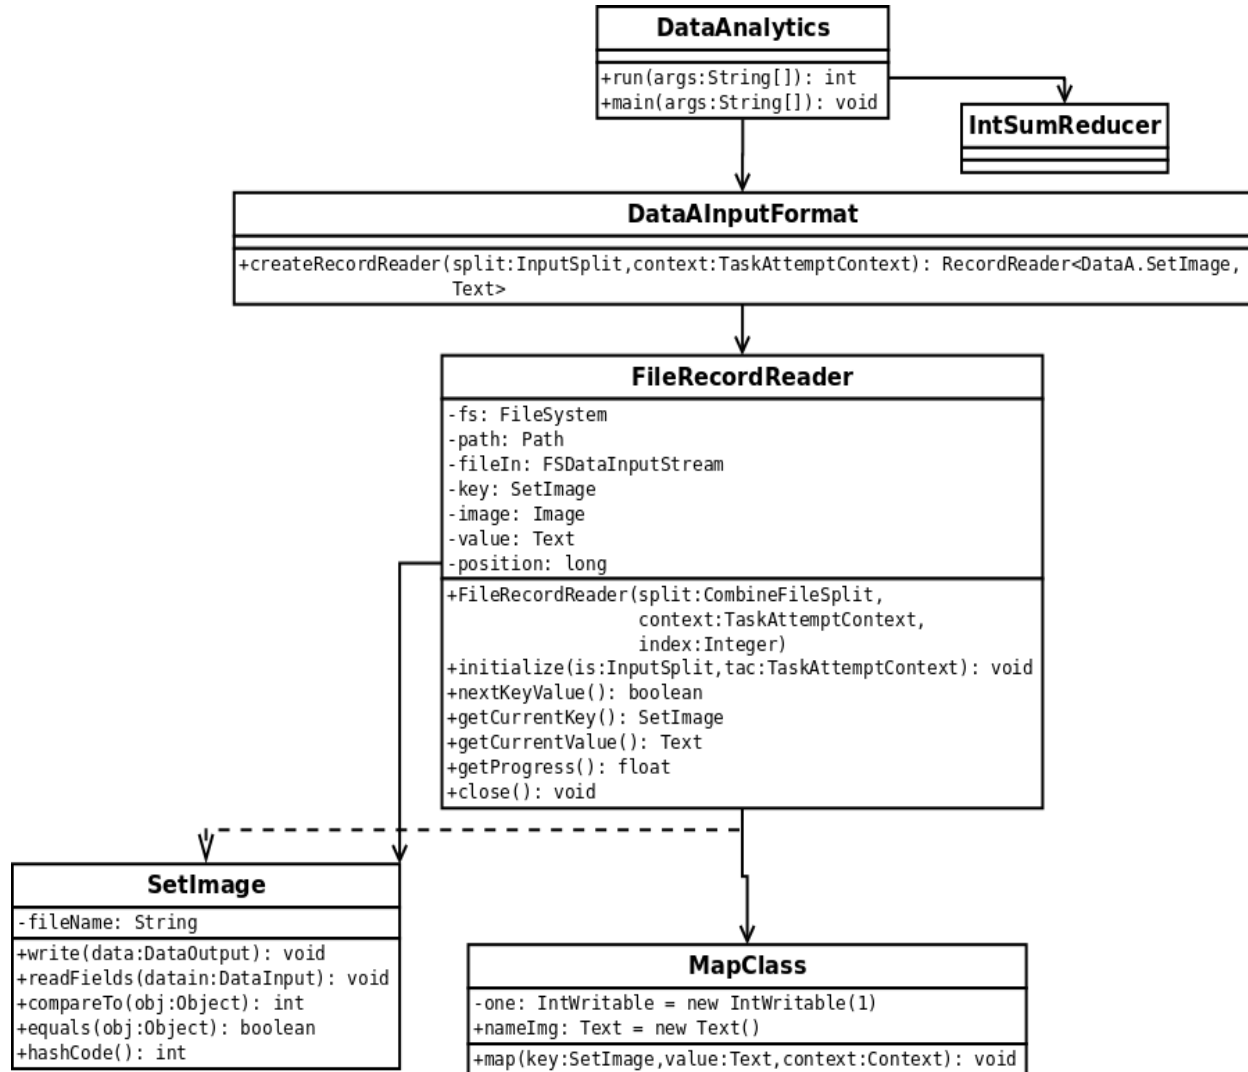 DataAnalytics
+run(args:String[]): int
+main(args:String[]): void
IntSumReducer
DataAInputFormat
+createRecordReader(split:InputSplit,context:TaskAttemptContext): RecordReader<DataA.SetImage,
Text>
FileRecordReader
-fs: FileSystem
-path: Path
-fileIn: FSDataInputStream
-key: SetImage
-image: Image
-value: Text
-position: long
+FileRecordReader(split:CombineFileSplit,
context:TaskAttemptContext,
index:Integer)
+initialize(is:InputSplit,tac:TaskAttemptContext): void
+nextKeyValue(): boolean
+getCurrentKey(): SetImage
+getCurrentValue(): Text
+getProgress(): float
+close(): void
SetImage
-fileName: String
+write(data:DataOutput): void
+readFields(datain:DataInput): void
+compareTo(obj:Object): int
+equals(obj:Object): boolean
+hashCode(): int
MapClass
-one: IntWritable = new IntWritable(1)
+nameImg: Text = new Text()
+map(key:SetImage,value:Text,context:Context): void